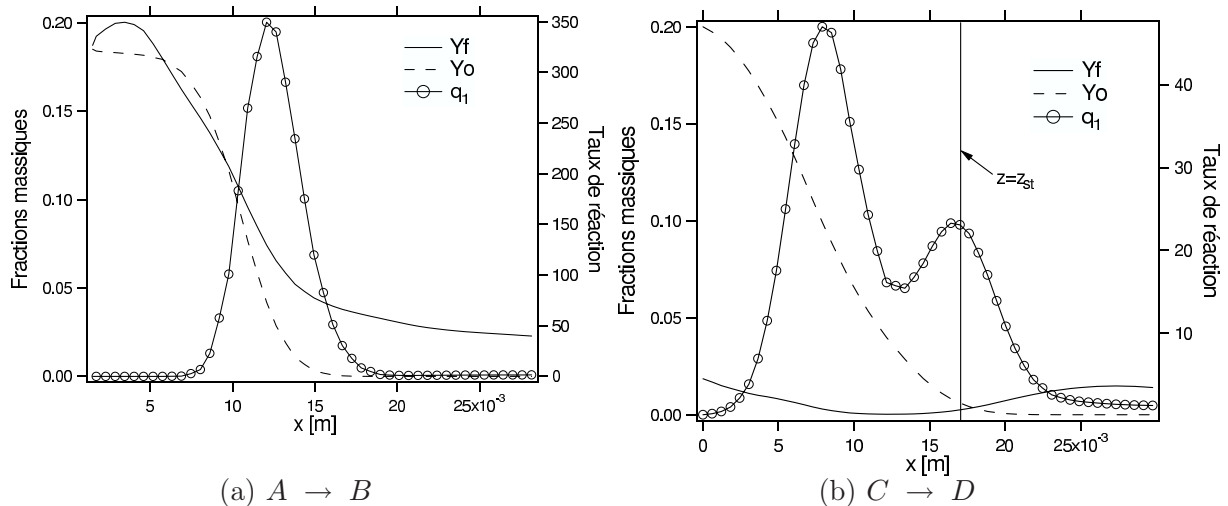 Fractions massiques
0.20
0.15
0.10
0.05
0.00
Yf
Yo
q1
350
300
250
200
150
100
50
0
Taux de réaction
5
10
15
20
25x10-3
x [m]
(a) A → B
Fractions massiques
0.20
0.15
0.10
0.05
0.00
Yf
Yo
q1
z=zst
40
30
20
10
Taux de réaction
0
5
10
15
20
25x10-3
x [m]
(b) C → D